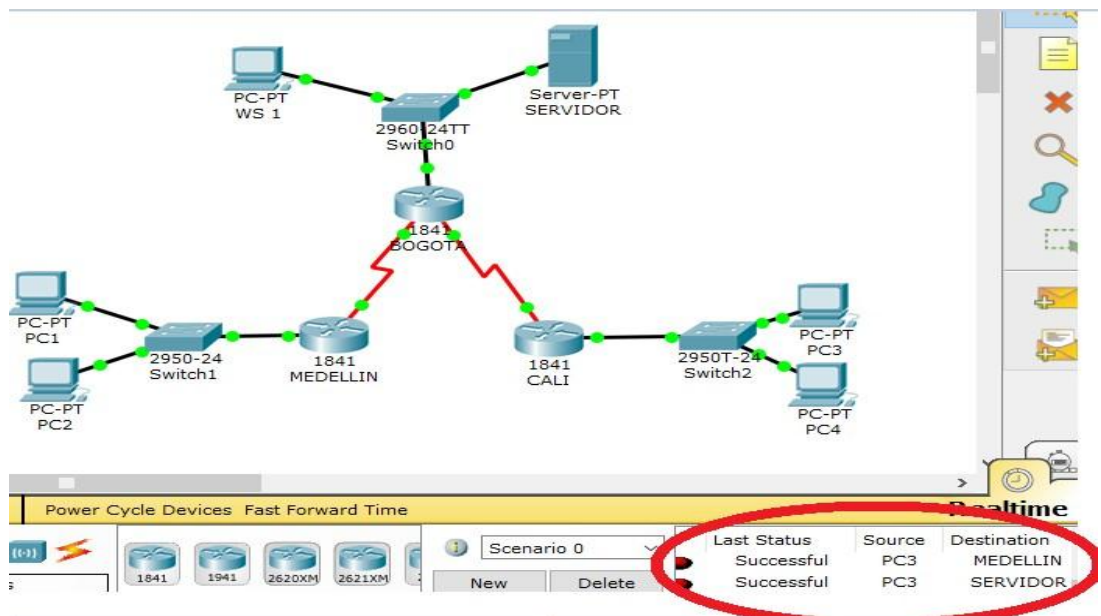 PC-PT
WS 1
Server-PT
SERVIDOR
2960-24TT
Switch0
1841
BOGOTA
PC-PT
PC1
2950-24
Switch1
1841
MEDELLIN
PC-PT
PC2
1841
CALI
2950T-24
Switch2
PC-PT
PC3
PC-PT
PC4
Power Cycle Devices Fast Forward Time
Realtime
Scenario 0
New Delete
1841 1941 2620XM 2621XM
Last Status Source Destination
Successful PC3 MEDELLIN
Successful PC3 SERVIDOR